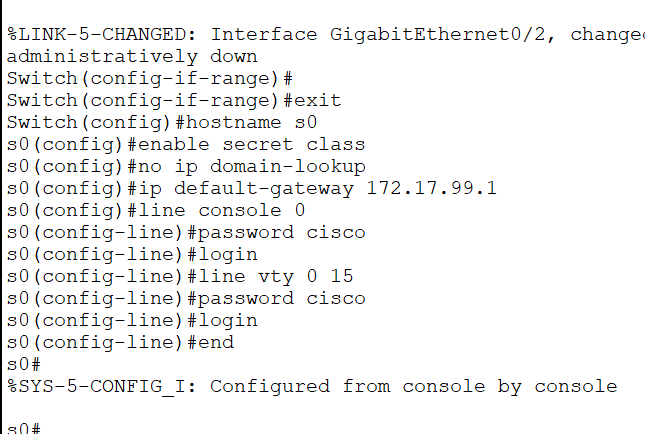 %LINK-5-CHANGED: Interface GigabitEthernet0/2, change
administratively down
Switch(config-if-range)#
Switch(config-if-range)#exit
Switch(config)#hostname s0
s0(config)#enable secret class
s0(config)#no ip domain-lookup
s0(config)#ip default-gateway 172.17.99.1
s0(config)#line console 0
s0(config-line)#password cisco
s0(config-line)#login
s0(config-line)#line vty 0 15
s0(config-line)#password cisco
s0(config-line)#login
s0(config-line)#end
s0#
%SYS-5-CONFIG_I: Configured from console by console
s0#